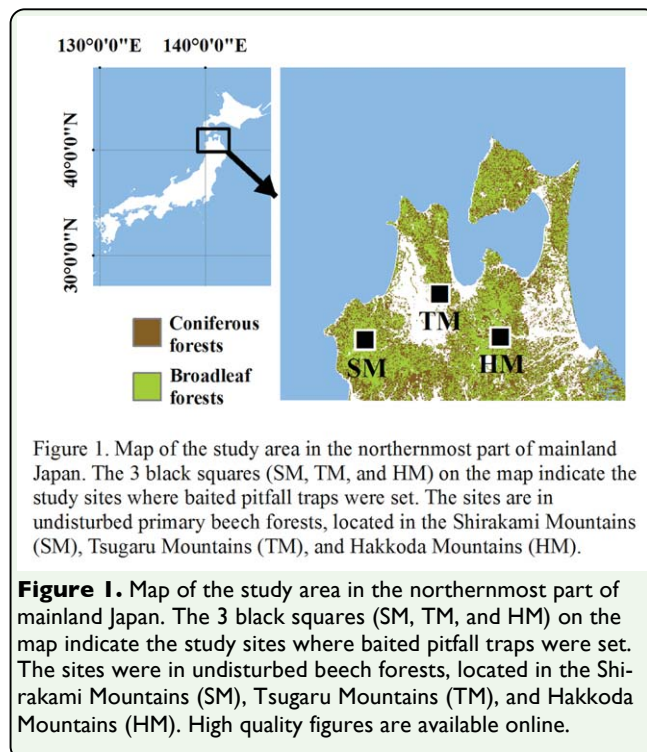 130°0'0"E 140°0'0"E
40°0'0"N
30°0'0"N
Coniferous
forests
Broadleaf
forests
SM
TM
HM
Figure 1. Map of the study area in the northernmost part of mainland
Japan. The 3 black squares (SM, TM, and HM) on the map indicate the
study sites where baited pitfall traps were set. The sites are in
undisturbed primary beech forests, located in the Shirakami Mountains
(SM), Tsugaru Mountains (TM), and Hakkoda Mountains (HM).
Figure 1. Map of the study area in the northernmost part of
mainland Japan. The 3 black squares (SM, TM, and HM) on the
map indicate the study sites where baited pitfall traps were set.
The sites were in undisturbed beech forests, located in the Shi-
rakami Mountains (SM), Tsugaru Mountains (TM), and Hakkoda
Mountains (HM). High quality figures are available online.